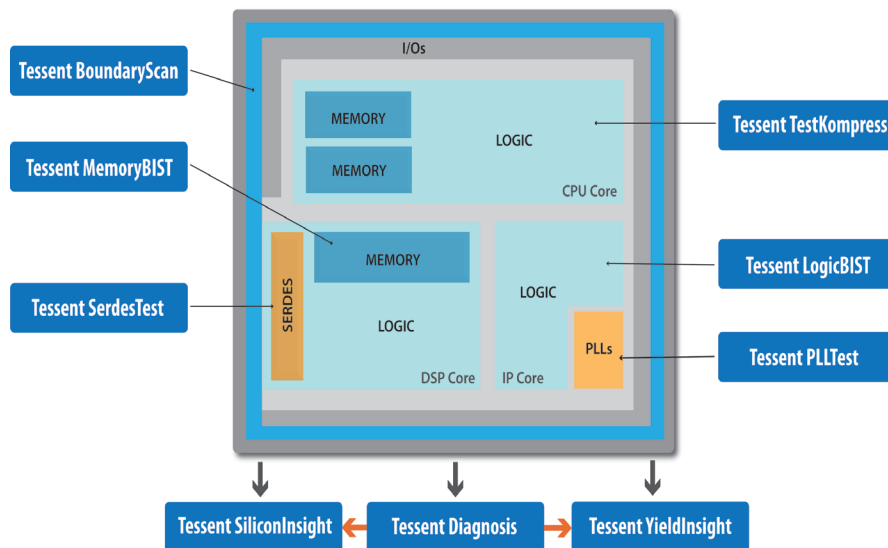 I/Os
Tessent BoundaryScan
MEMORY
Tessent TestKompress
LOGIC
Tessent MemoryBIST
MEMORY
CPU Core
MEMORY
Tessent LogicBIST
SERDES
LOGIC
Tessent SerdesTest
LOGIC
PLLs
Tessent PLLTest
DSP Core
IP Core
Tessent SiliconInsight
Tessent Diagnosis
Tessent YieldInsight